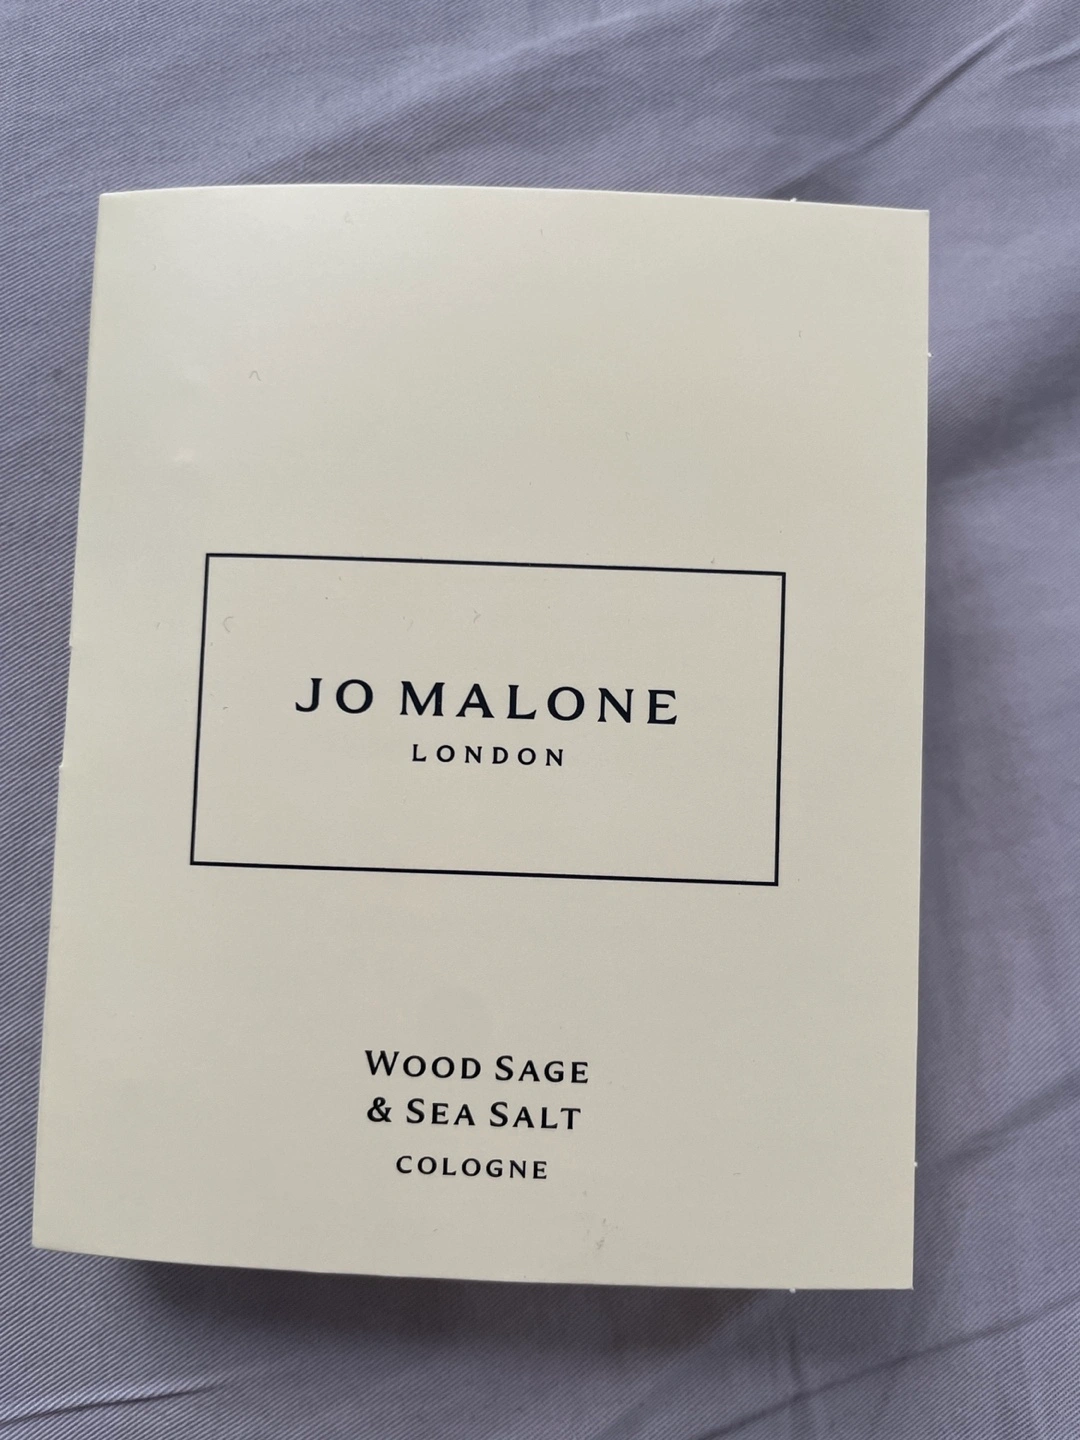 JO MALONE
LONDON
WOOD SAGE
& SEA SALT
COLOGNE